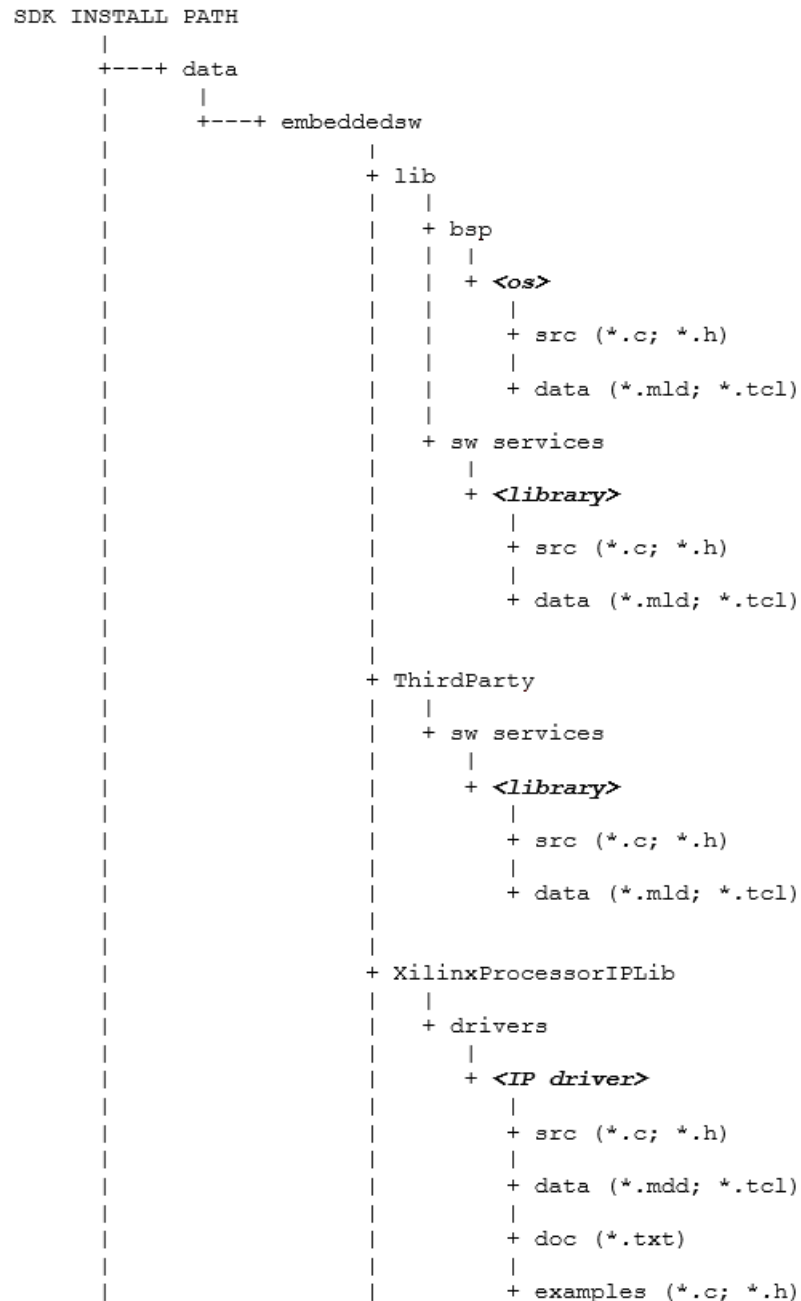 SDK INSTALL PATH
|
+---+ data
| |
| +---+ embeddedsw
| |
| + lib
| | |
| | + bsp
| | | |
| | | + <os>
| | | |
| | | + src (*.c; *.h)
| | | |
| | | + data (*.mld; *.tcl)
| | |
| | + sw services
| | |
| | + <library>
| | |
| | + src (*.c; *.h)
| | |
| | + data (*.mld; *.tcl)
| |
| |
| + ThirdParty
| | |
| | + sw services
| | |
| | + <library>
| | |
| | + src (*.c; *.h)
| | |
| | + data (*.mld; *.tcl)
| |
| |
| + XilinxProcessorIPLib
| | |
| | + drivers
| | |
| | + <IP driver>
| | |
| | + src (*.c; *.h)
| | |
| | + data (*.mdd; *.tcl)
| | |
| | + doc (*.txt)
| | |
| | + examples (*.c; *.h)